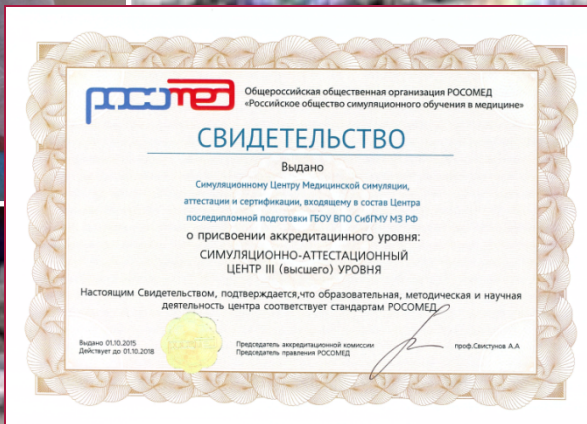 росомед
Общероссийская общественная организация РОСОМЕД
«Российское общество симуляционного обучения в медицине»
СВИДЕТЕЛЬСТВО
Выдано
Симуляционному Центру Медицинской симуляции,
аттестации и сертификации, входящему в состав Центра
последипломной подготовки ГБОУ ВПО СибГМУ МЗ РФ
о присвоении аккредитацинного уровня:
СИМУЛЯЦИОННО-АТТЕСТАЦИОННЫЙ
ЦЕНТР III (высшего) УРОВНЯ
Настоящим Свидетельством, подтверждается,что образовательная, методическая и научная
деятельность центра соответствует стандартам РОСОМЕД
Выдано 01.10.2015
Действует до 01.10.2018
Председатель аккредитационной комиссии
Председатель правления РОСОМЕД
проф.Свистунов А.А